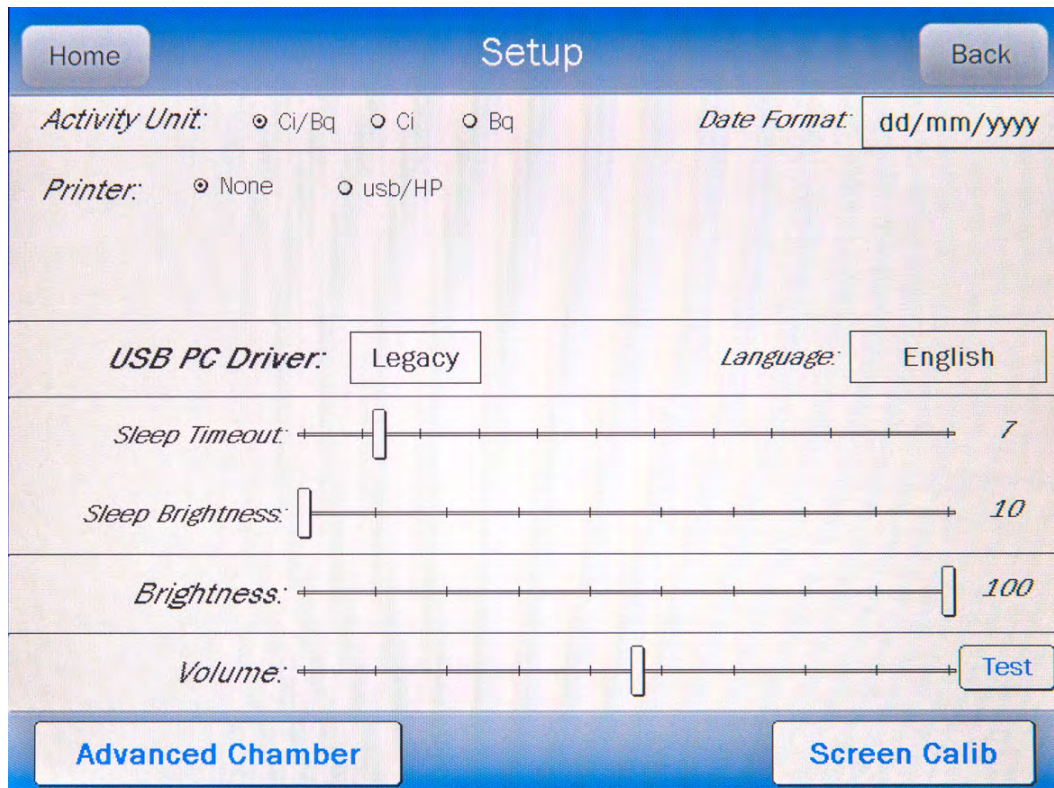 Home Setup Back
Activity Unit: Ci/Bq Ci Bq Date Format: dd/mm/yyyy
Printer: None usb/HP
USB PC Driver: Legacy Language: English
Sleep Timeout: 7
Sleep Brightness: 10
Brightness: 100
Volume: Test
Advanced Chamber Screen Calib